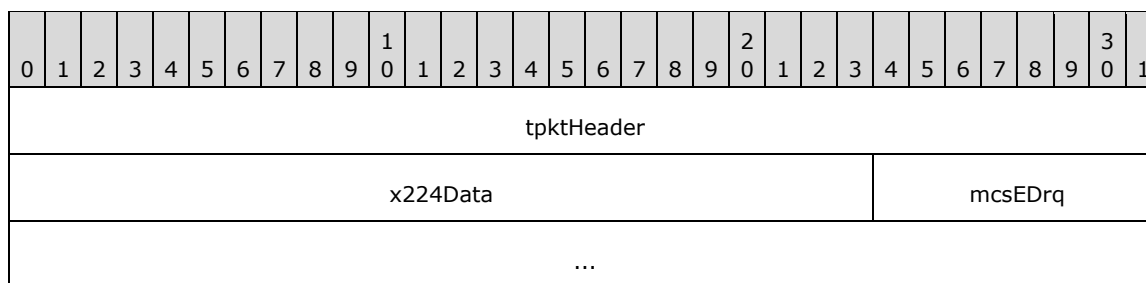 1 2 3
0 1 2 3 4 5 6 7 8 9 0 1 2 3 4 5 6 7 8 9 0 1 2 3 4 5 6 7 8 9 0 1
tpktHeader
x224Data mcsEDrq
...